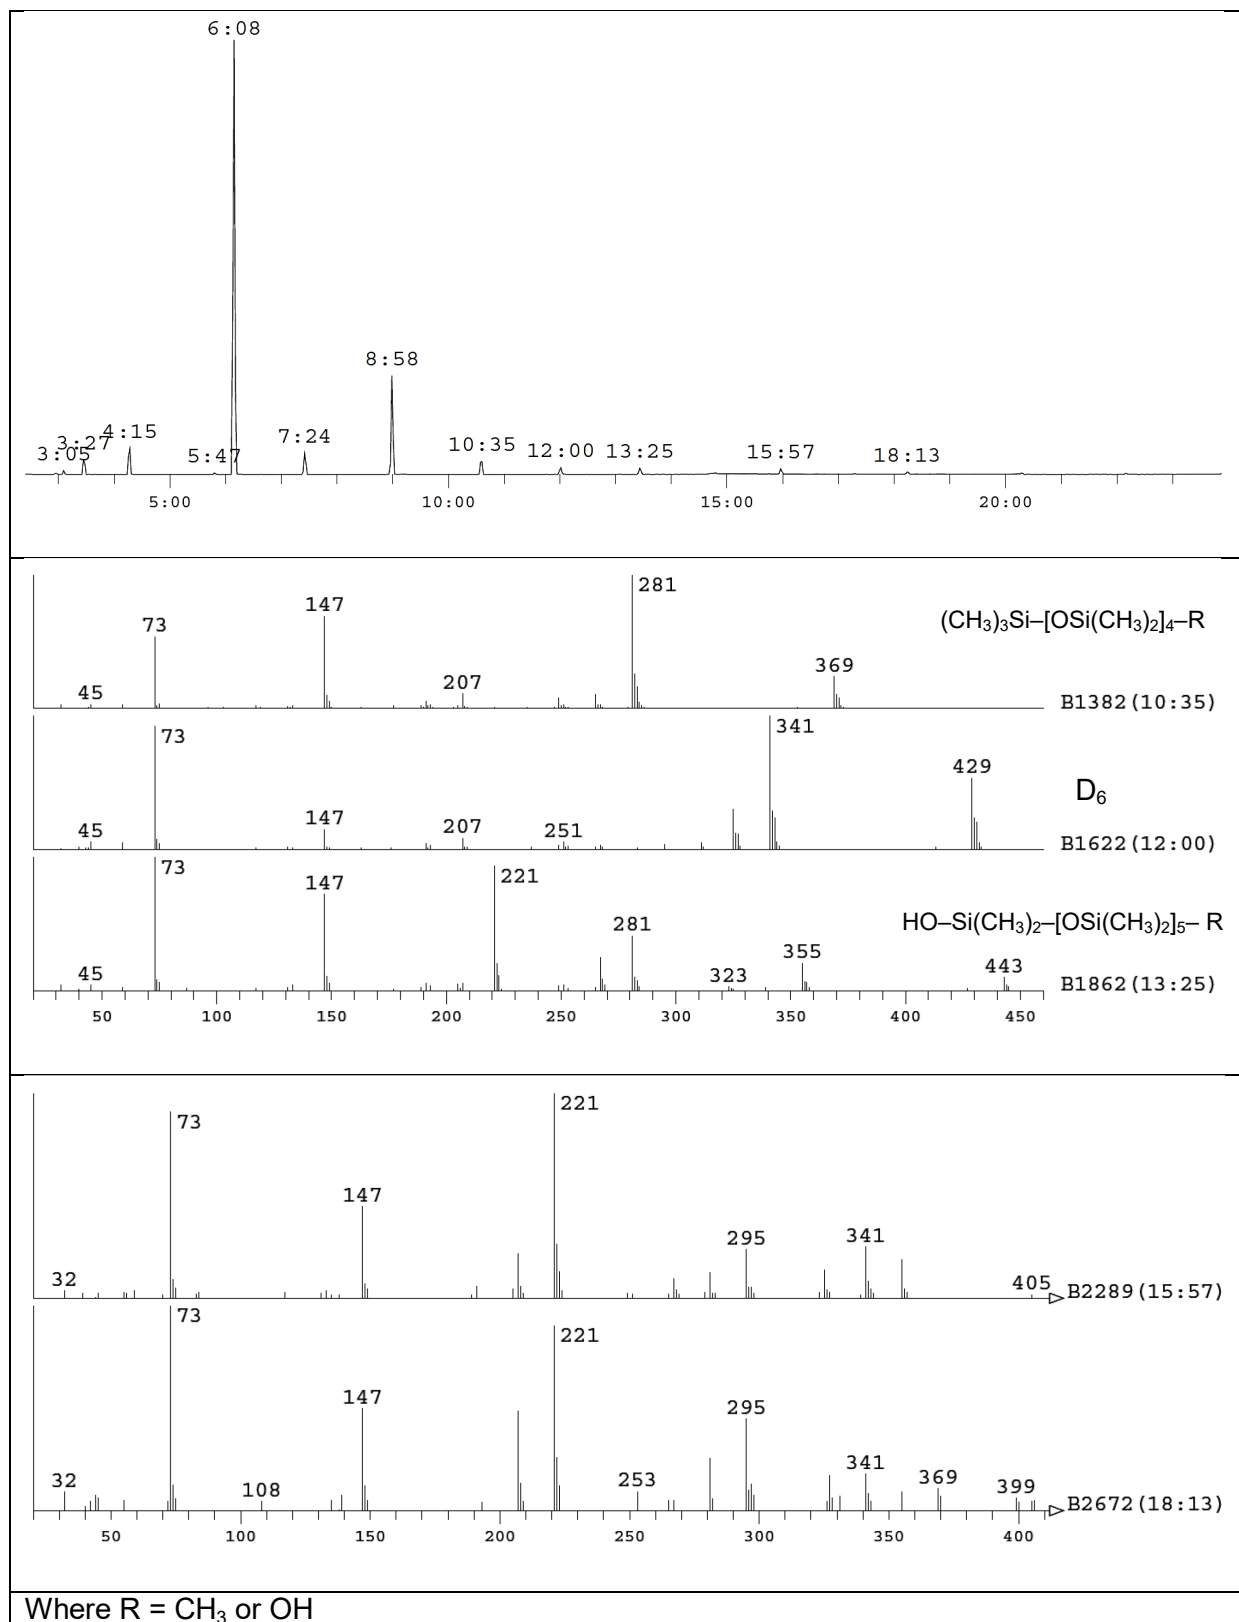 6:08
8:58
3:05
3:27
4:15
5:47
7:24
10:35
12:00
13:25
15:57
18:13
5:00 10:00 15:00 20:00
45 73 147 207 281 369
(CH₃)₃Si–[OSi(CH₃)₂]₄–R
B1382(10:35)
45 73 147 207 251 341 429
D₆
B1622(12:00)
45 73 147 221 281 323 355 443
HO–Si(CH₃)₂–[OSi(CH₃)₂]₅– R
B1862(13:25)
50 100 150 200 250 300 350 400 450
32 73 147 221 295 341 405
B2289(15:57)
32 73 108 147 221 253 295 341 369 399
B2672(18:13)
50 100 150 200 250 300 350 400
Where R = CH₃ or OH